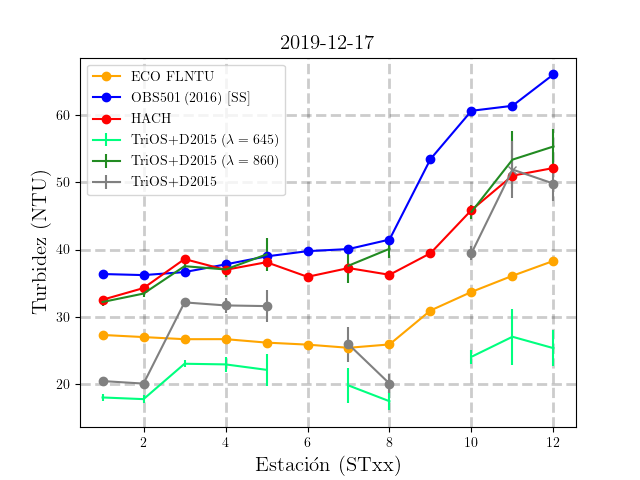 2019-12-17
ECO FLNTU
OBS501 (2016) [SS]
HACH
TriOS+D2015 (λ = 645)
TriOS+D2015 (λ = 860)
TriOS+D2015
Turbidez (NTU)
60
50
40
30
20
2 4 6 8 10 12
Estación (STxx)